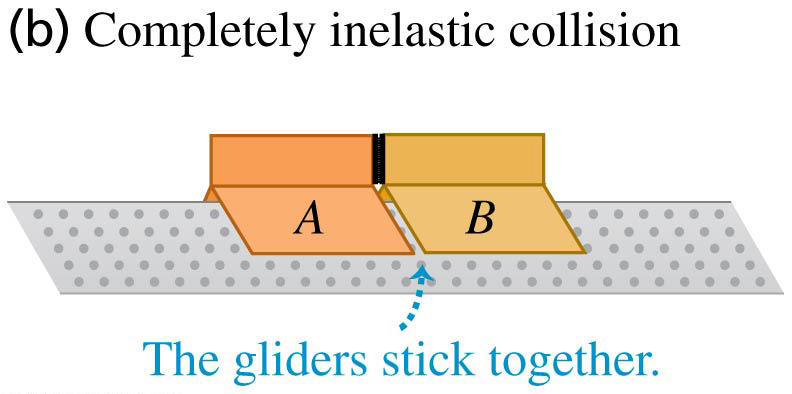 (b) Completely inelastic collision
A B
The gliders stick together.